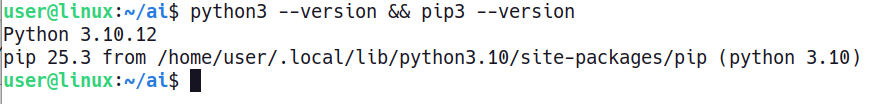 user@linux:~/ai$ python3 --version && pip3 --version
Python 3.10.12
pip 25.3 from /home/user/.local/lib/python3.10/site-packages/pip (python 3.10)
user@linux:~/ai$